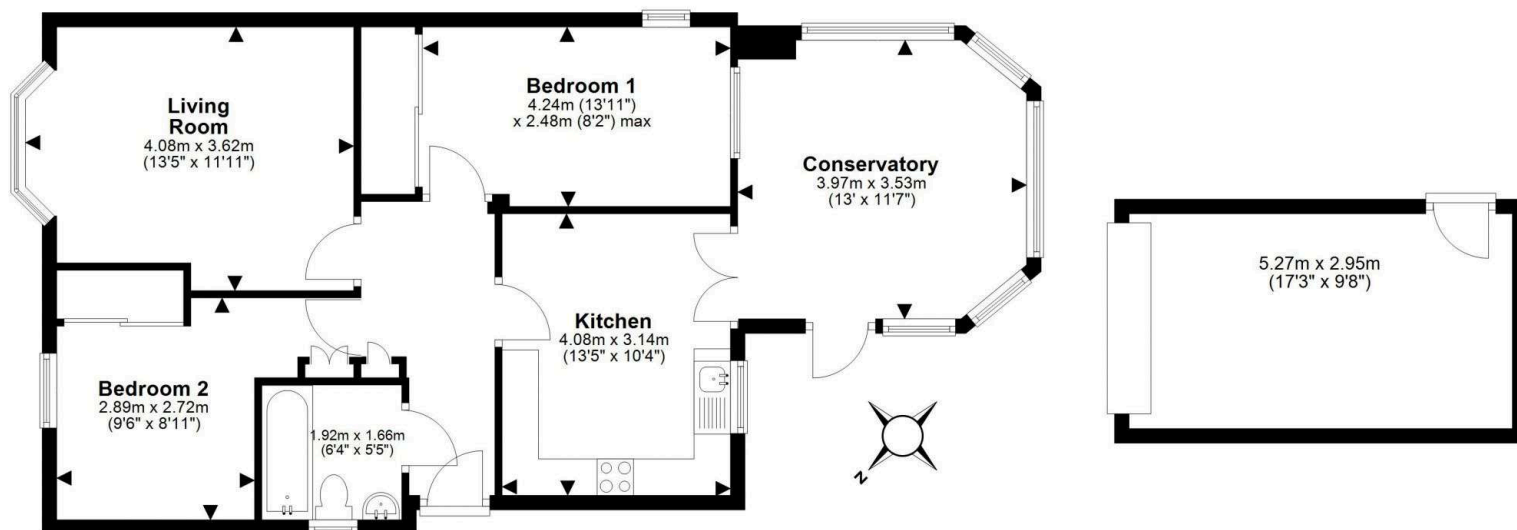 Living
Room
4.08m x 3.62m
(13'5" x 11'11")
Bedroom 1
4.24m (13'11")
x 2.48m (8'2") max
Conservatory
3.97m x 3.53m
(13' x 11'7")
5.27m x 2.95m
(17'3" x 9'8")
Kitchen
4.08m x 3.14m
(13'5" x 10'4")
Bedroom 2
2.89m x 2.72m
(9'6" x 8'11")
1.92m x 1.66m
(6'4" x 5'5")
N